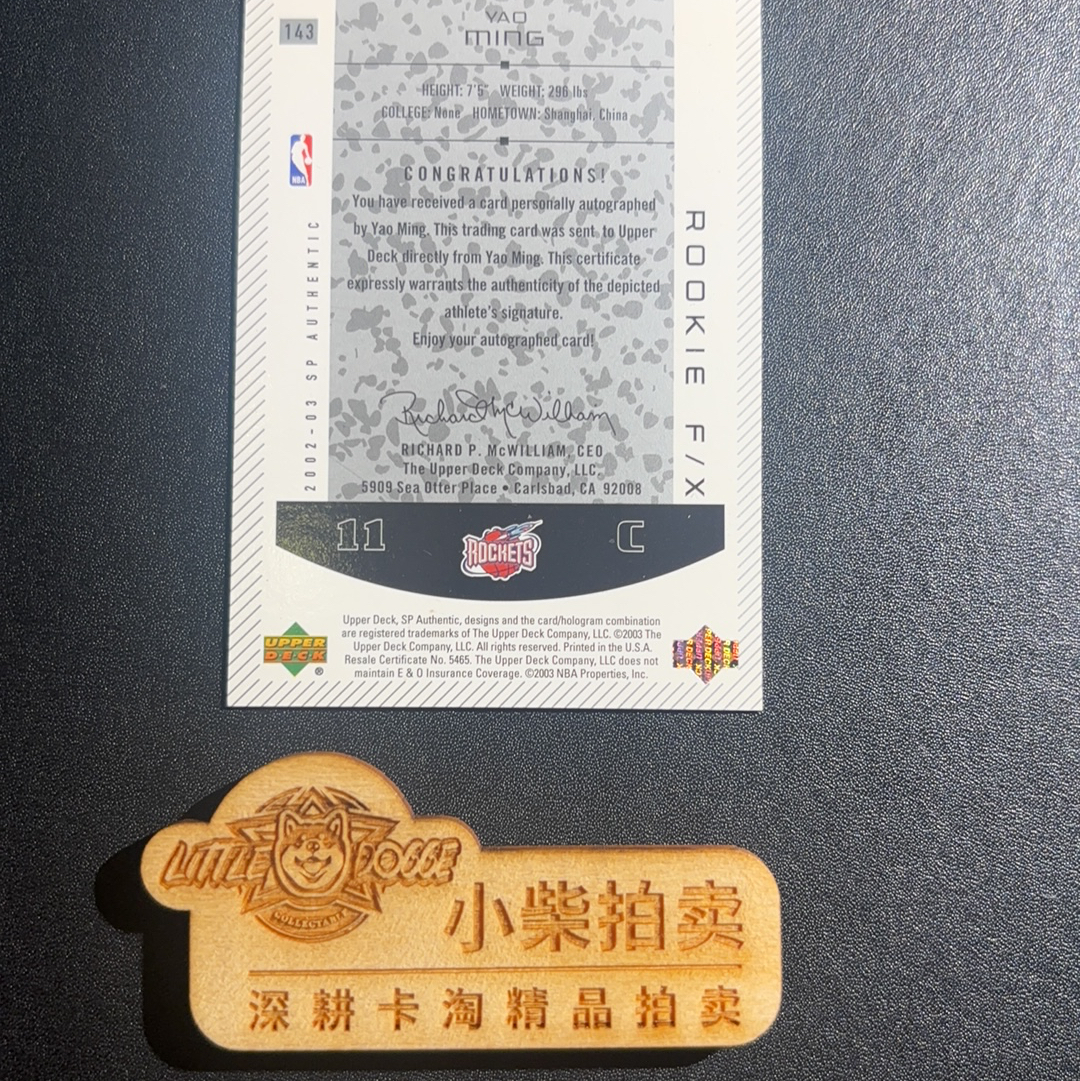 143
YAO
MING
HEIGHT: 7'5" WEIGHT: 296 lbs
COLLEGE: None HOMETOWN: Shanghai, China
NBA
CONGRATULATIONS!
You have received a card personally autographed
by Yao Ming. This trading card was sent to Upper
Deck directly from Yao Ming. This certificate
expressly warrants the authenticity of the depicted
athlete's signature.
Enjoy your autographed card!
2002-03 SP AUTHENTIC
ROOKIE F/X
Richard McWilliam
RICHARD P. McWILLIAM, CEO
The Upper Deck Company, LLC.
5909 Sea Otter Place • Carlsbad, CA 92008
11
ROCKETS
C
Upper Deck, SP Authentic, designs and the card/hologram combination
are registered trademarks of The Upper Deck Company, LLC. ©2003 The
Upper Deck Company, LLC. All rights reserved. Printed in the U.S.A.
Resale Certificate No. 5465. The Upper Deck Company, LLC does not
maintain E & O Insurance Coverage. ©2003 NBA Properties, Inc.
UPPER
DECK
®
LITTLE DOGGE
小柴拍卖
深耕卡淘精品拍卖